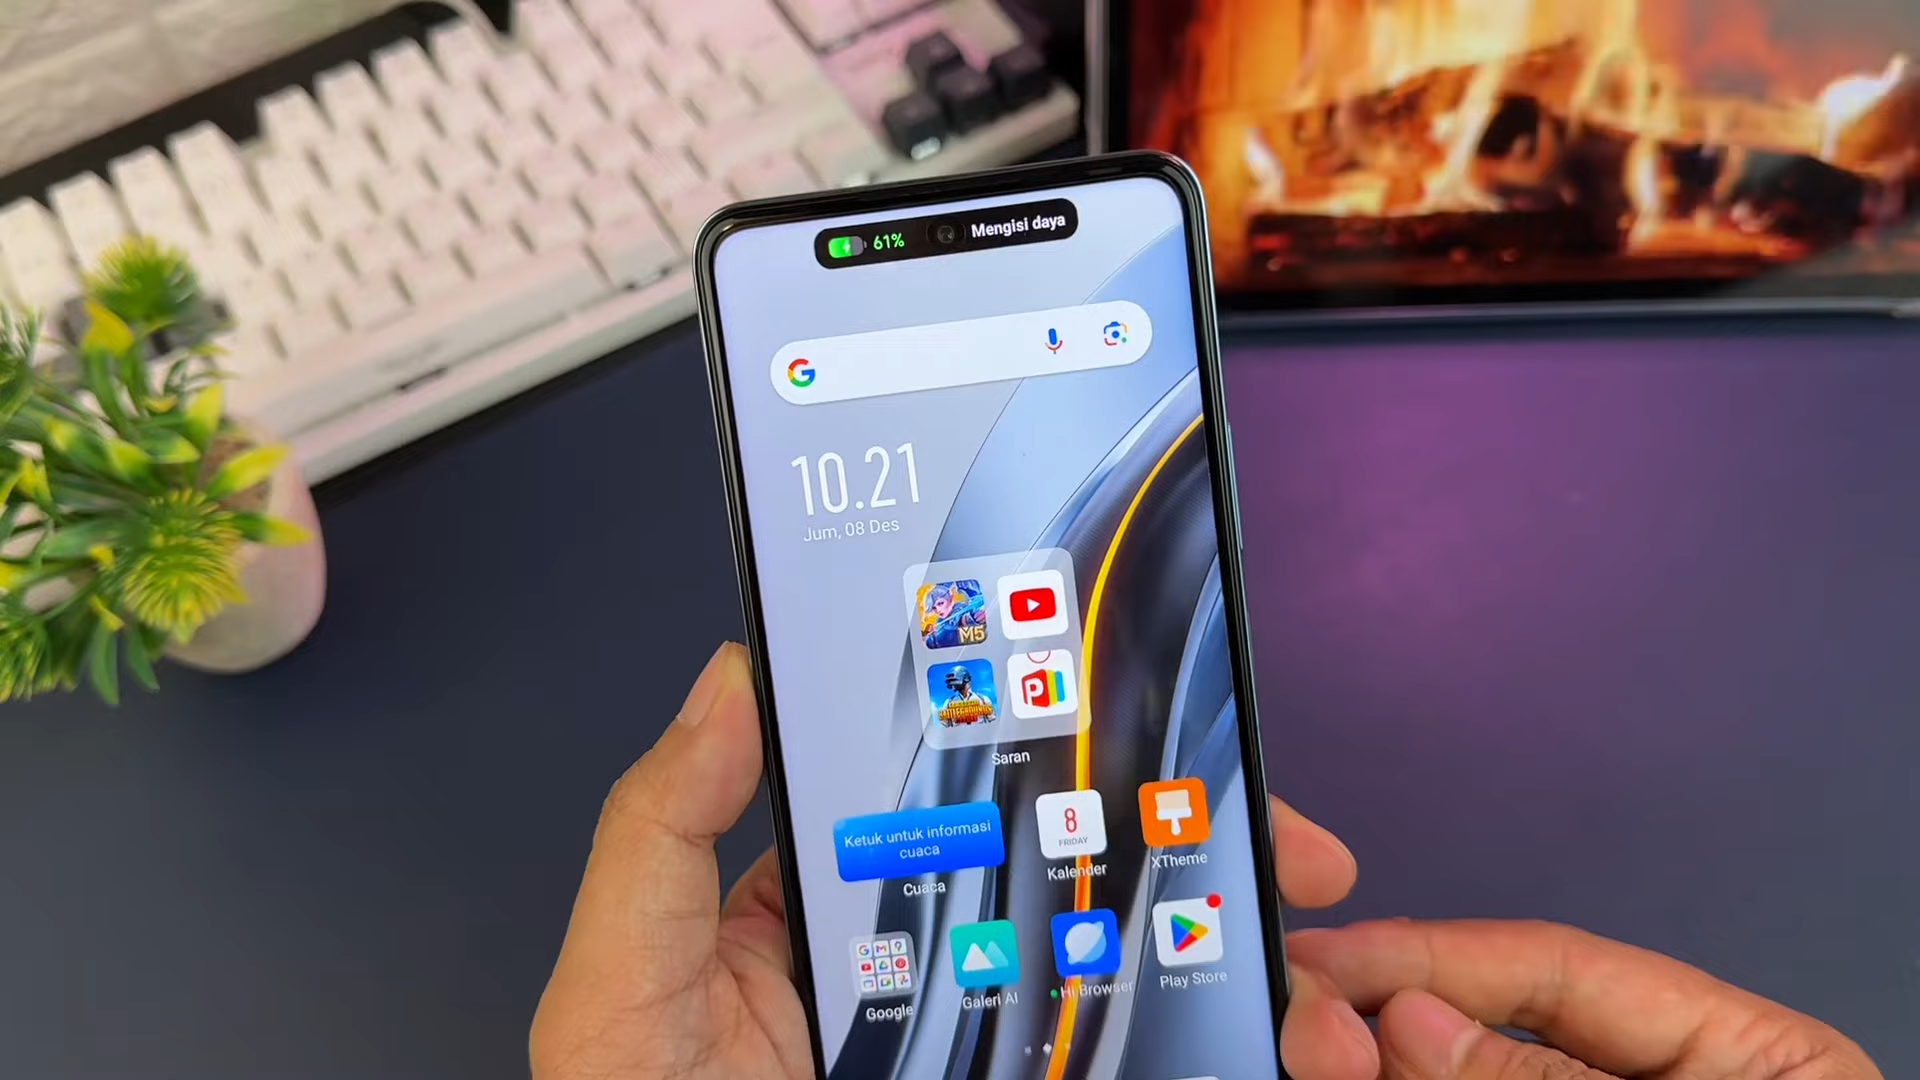 61%
Mengisi daya
10.21
Jum, 08 Des
M5
BATTLEGROUNDS
Saran
Ketuk untuk informasi
cuaca
Cuaca
8
FRIDAY
Kalender
XTheme
Google
Galeri AI
Hi Browser
Play Store